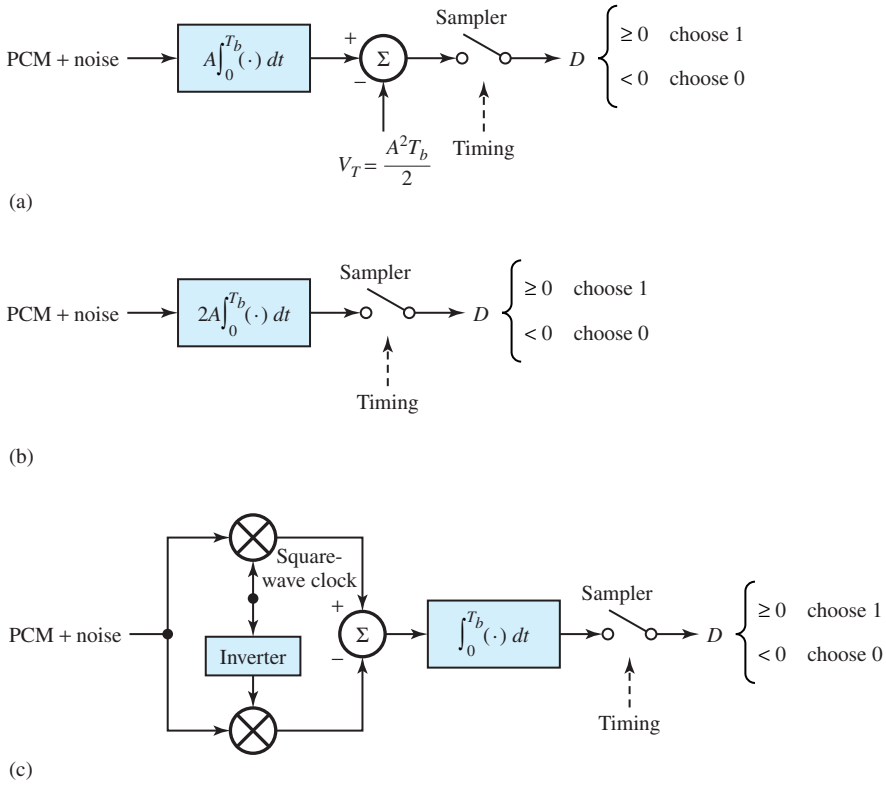 Sampler
PCM + noise
A∫₀^{T_b}(·) dt
+
Σ
−
D
≥ 0 choose 1
< 0 choose 0
V_T = A²T_b / 2
Timing
(a)
Sampler
PCM + noise
2A∫₀^{T_b}(·) dt
D
≥ 0 choose 1
< 0 choose 0
Timing
(b)
Square-
wave clock
PCM + noise
Inverter
+
Σ
−
∫₀^{T_b}(·) dt
Sampler
D
≥ 0 choose 1
< 0 choose 0
Timing
(c)